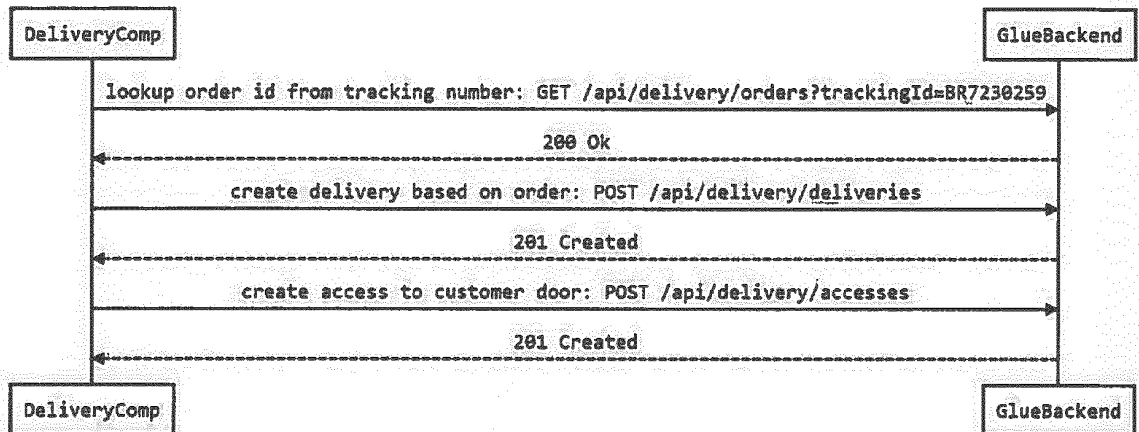 DeliveryComp GlueBackend
lookup order id from tracking number: GET /api/delivery/orders?trackingId=BR7230259
200 Ok
create delivery based on order: POST /api/delivery/deliveries
201 Created
create access to customer door: POST /api/delivery/accesses
201 Created
DeliveryComp GlueBackend